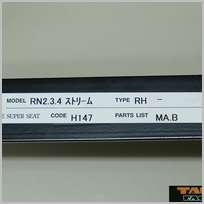 MODEL RN2.3.4 ストリーム TYPE RH -
E SUPER SEAT CODE H147 PARTS LIST MA.B